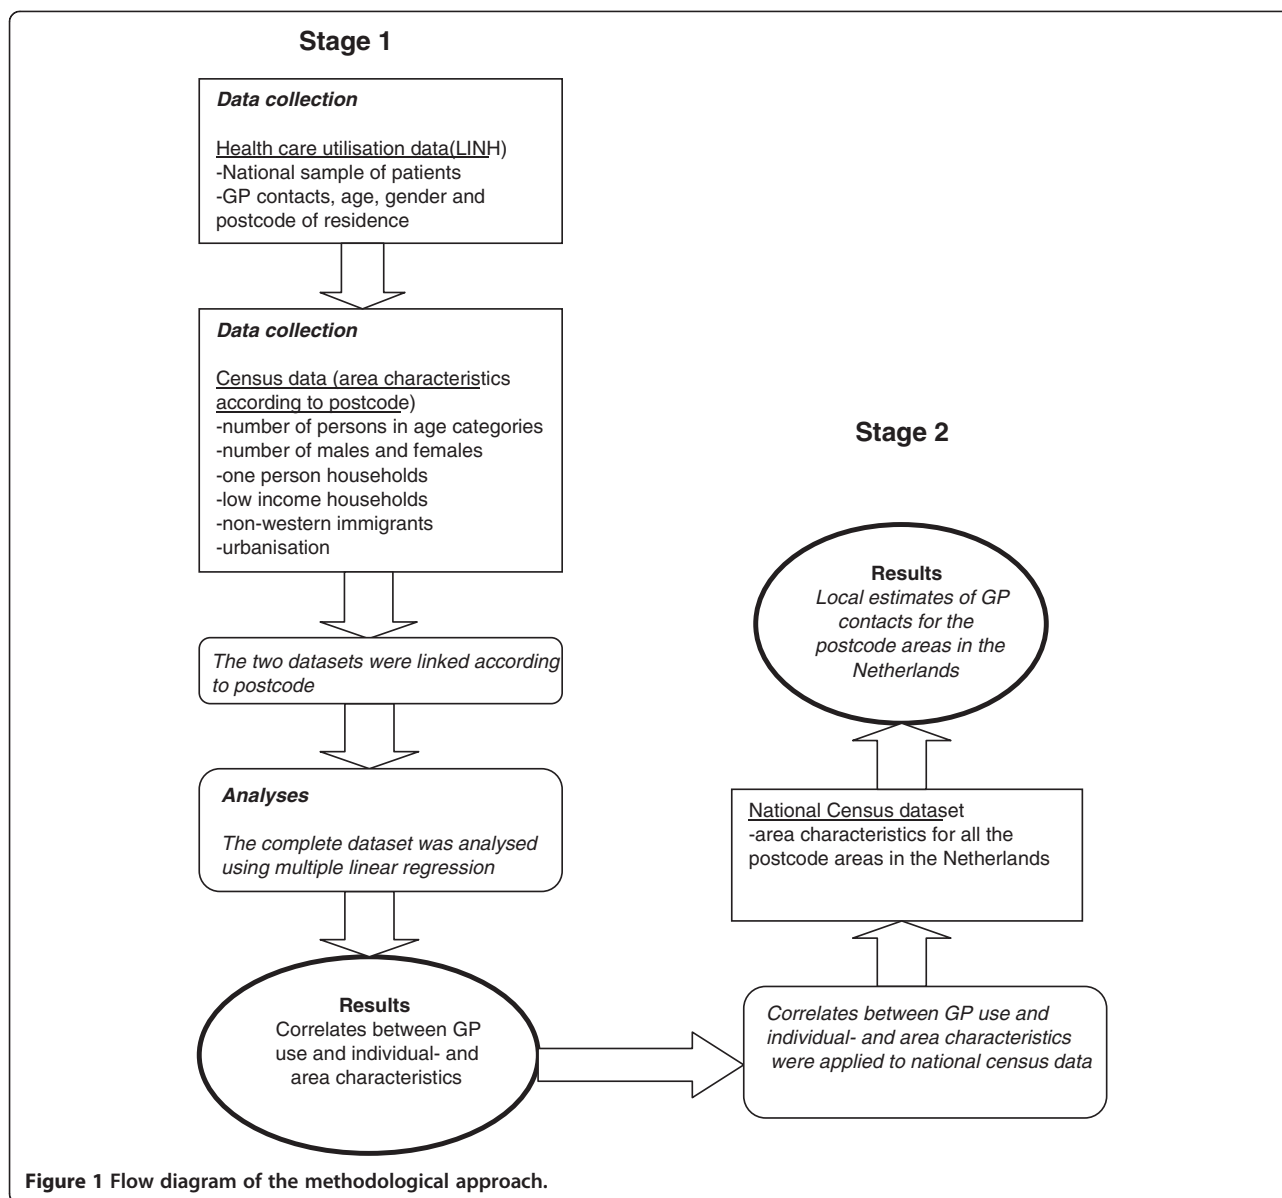 Stage 1
Data collection
Health care utilisation data(LINH)
-National sample of patients
-GP contacts, age, gender and
postcode of residence
Data collection
Census data (area characteristics
according to postcode)
-number of persons in age categories
-number of males and females
-one person households
-low income households
-non-western immigrants
-urbanisation
The two datasets were linked according
to postcode
Analyses
The complete dataset was analysed
using multiple linear regression
Results
Correlates between GP
use and individual- and
area characteristics
Stage 2
Results
Local estimates of GP
contacts for the
postcode areas in the
Netherlands
National Census dataset
-area characteristics for all the
postcode areas in the Netherlands
Correlates between GP use and
individual- and area characteristics
were applied to national census data
Figure 1 Flow diagram of the methodological approach.